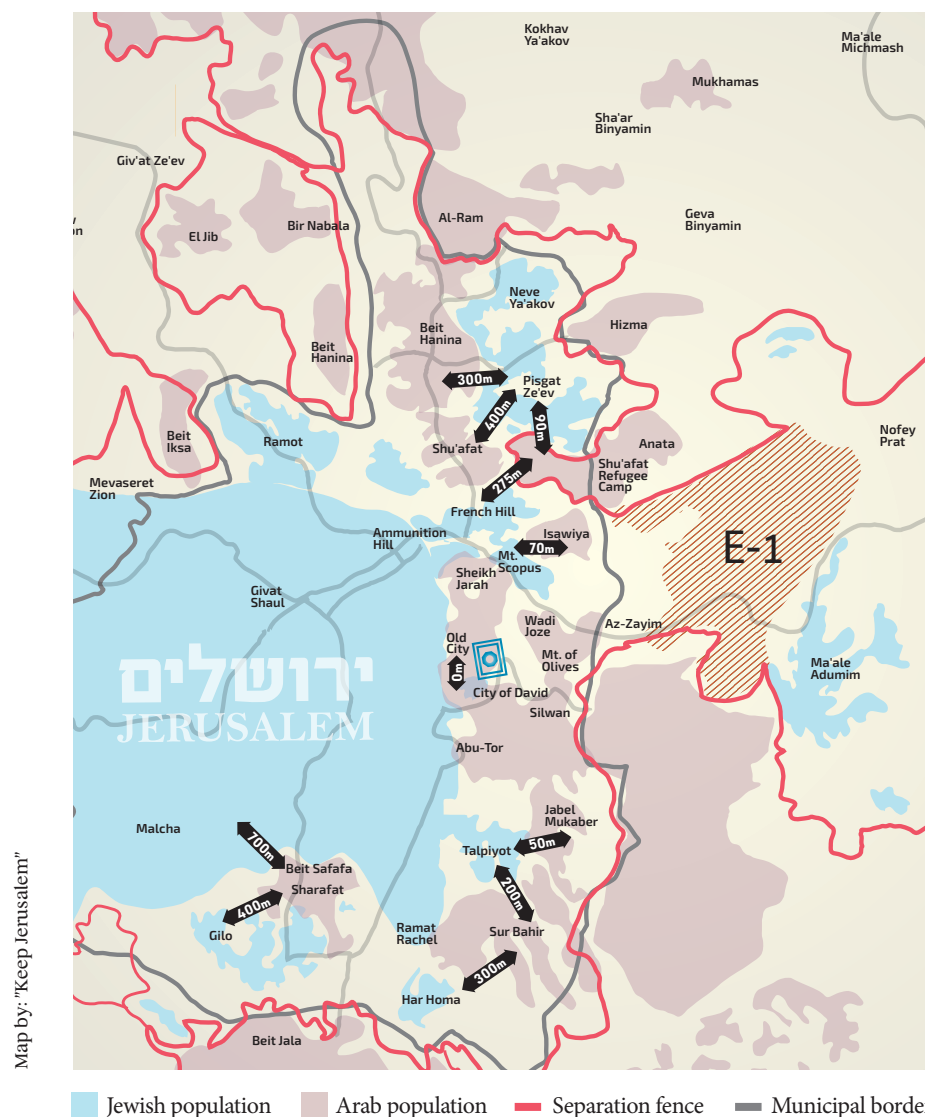 Kokhav
Ya'akov
Ma'ale
Michmash
Mukhamas
Sha'ar
Binyamin
Giv'at Ze'ev
Geva
Binyamin
Al-Ram
Bir Nabala
El Jib
on
Neve
Ya'akov
Hizma
Beit
Hanina
Beit
Hanina
300m
Pisgat
Ze'ev
400m
90m
Nofey
Prat
Beit
Iksa
Ramot
Shu'afat
Anata
Shu'afat
Refugee
Camp
275m
Mevaseret
Zion
French Hill
Ammunition
Hill
Isawiya
70m
Mt.
Scopus
E-1
Sheikh
Jarah
Givat
Shaul
Wadi
Joze
Az-Zayim
Old
City
Mt. of
Olives
Ma'ale
Adumim
0m
ירושלים
JERUSALEM
City of David
Silwan
Abu-Tor
Jabel
Mukaber
Malcha
700m
Talpiyot
50m
Beit Safafa
Sharafat
200m
400m
Gilo
Ramat
Rachel
Sur Bahir
300m
Har Homa
Beit Jala
Map by: "Keep Jerusalem"
Jewish population
Arab population
Separation fence
Municipal borde